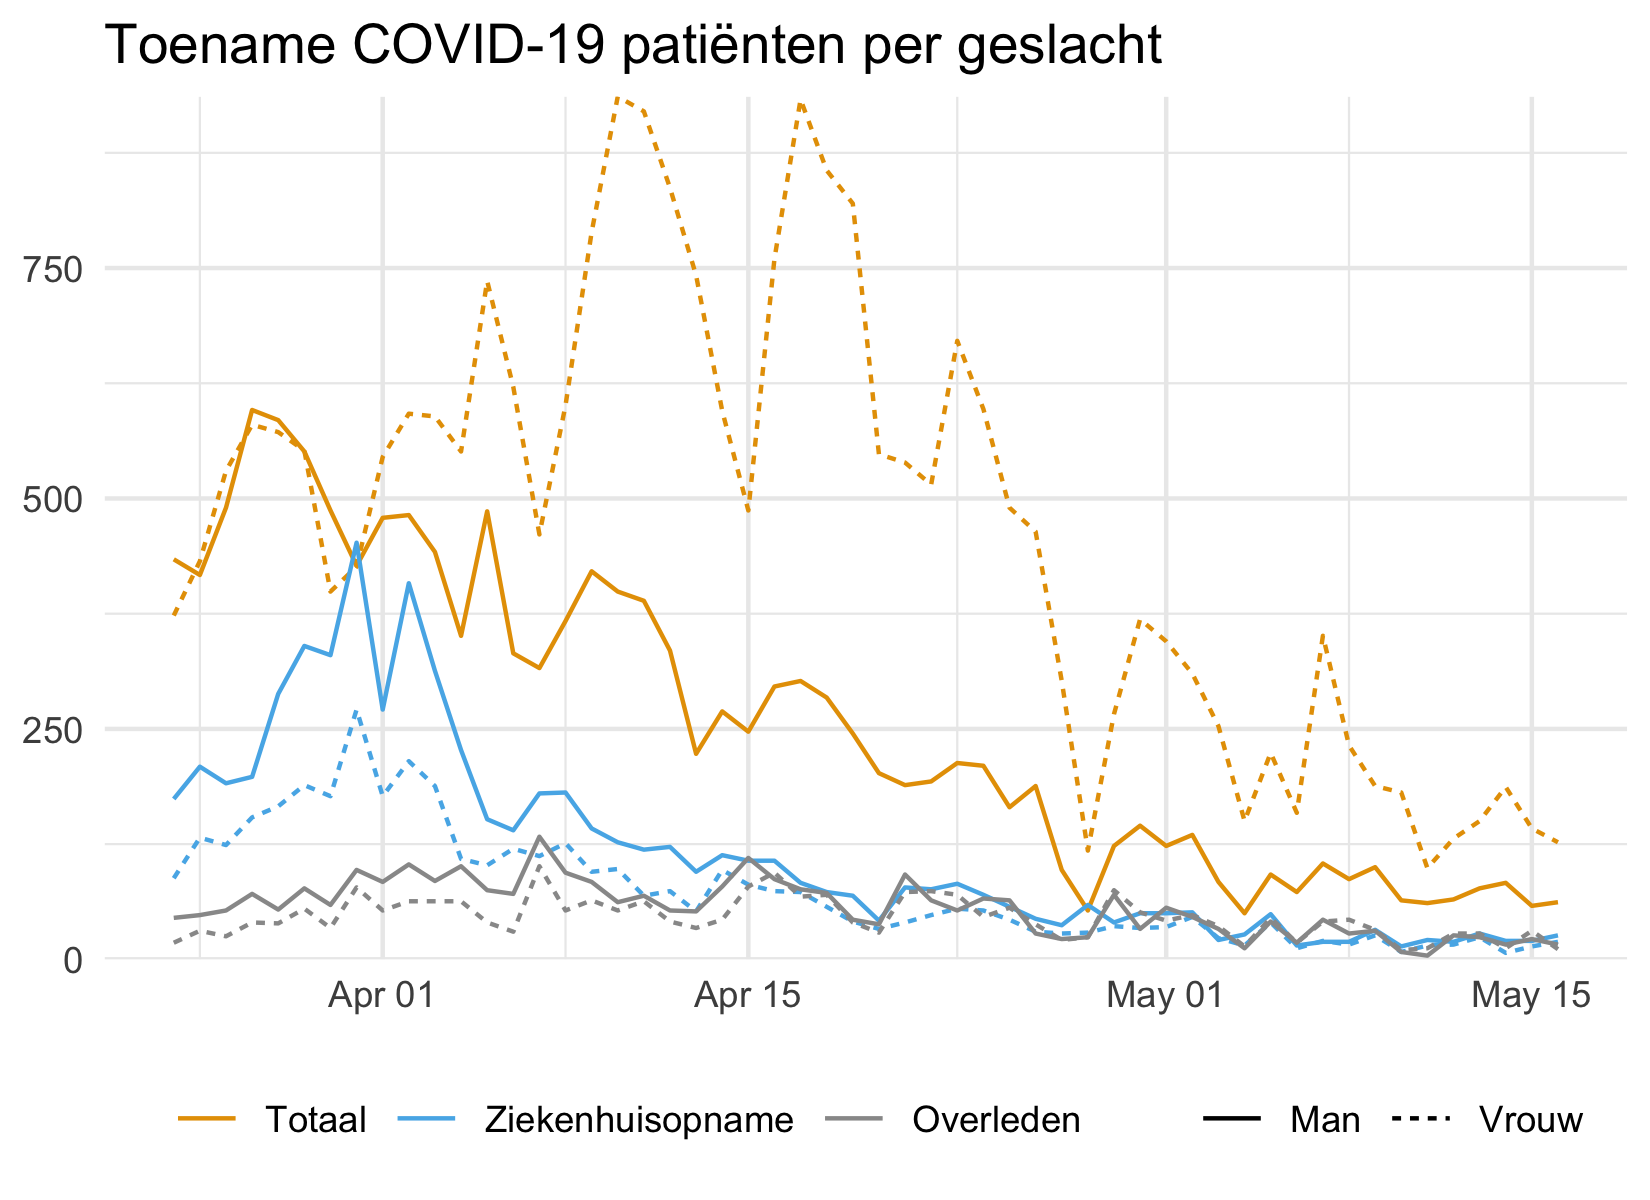 Toename COVID-19 patiënten per geslacht
750
500
250
0
Apr 01 Apr 15 May 01 May 15
Totaal Ziekenhuisopname Overleden Man Vrouw